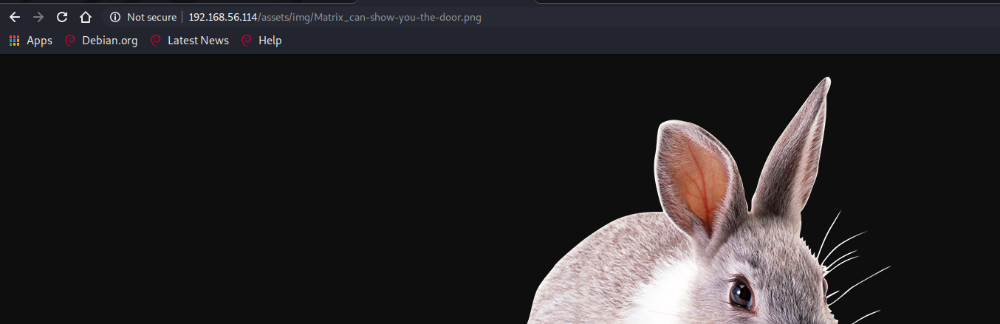 Not secure 192.168.56.114/assets/img/Matrix_can-show-you-the-door.png
Apps Debian.org Latest News Help